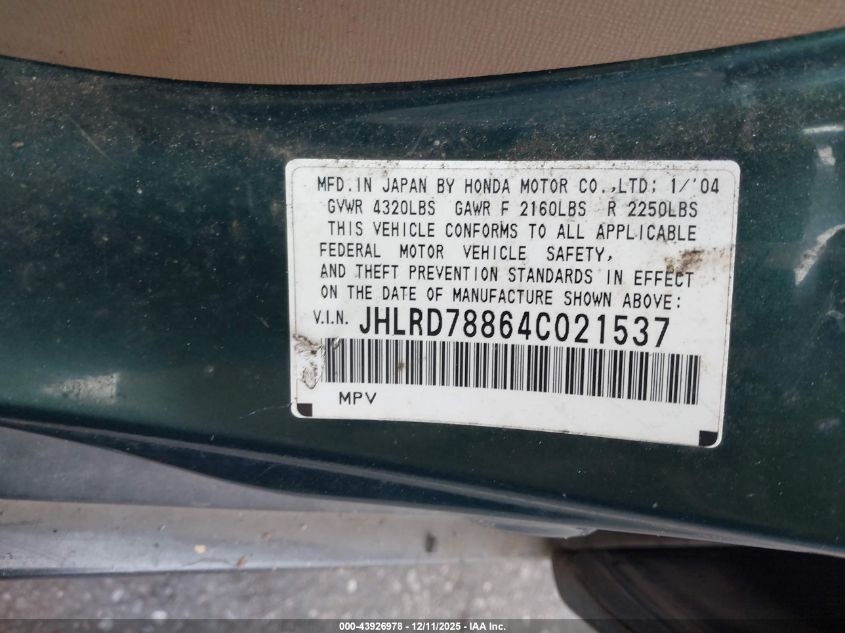 MFD. IN JAPAN BY HONDA MOTOR CO.,LTD: 1/'04
GVWR 4320LBS GAWR F 2160LBS R 2250LBS
THIS VEHICLE CONFORMS TO ALL APPLICABLE
FEDERAL MOTOR VEHICLE SAFETY,
AND THEFT PREVENTION STANDARDS IN EFFECT
ON THE DATE OF MANUFACTURE SHOWN ABOVE:
V.I.N. JHLRD78864C021537
MPV
000-43926978 - 12/11/2025 - IAA Inc.